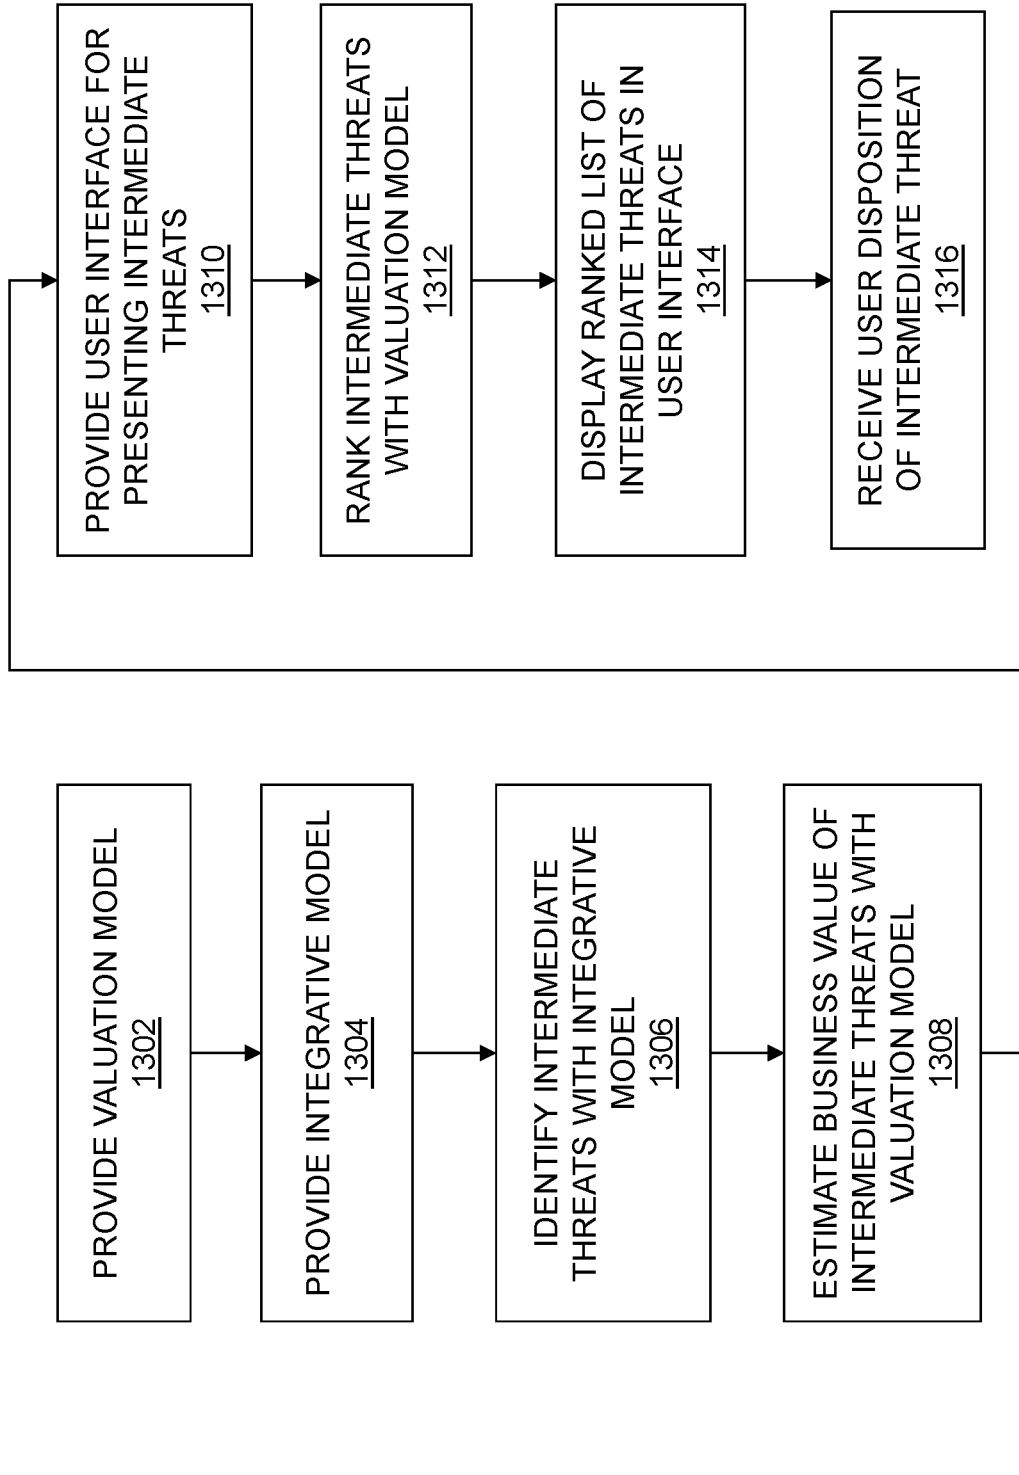 PROVIDE VALUATION MODEL
1302
PROVIDE INTEGRATIVE MODEL
1304
IDENTIFY INTERMEDIATE
THREATS WITH INTEGRATIVE
MODEL
1306
ESTIMATE BUSINESS VALUE OF
INTERMEDIATE THREATS WITH
VALUATION MODEL
1308
PROVIDE USER INTERFACE FOR
PRESENTING INTERMEDIATE
THREATS
1310
RANK INTERMEDIATE THREATS
WITH VALUATION MODEL
1312
DISPLAY RANKED LIST OF
INTERMEDIATE THREATS IN
USER INTERFACE
1314
RECEIVE USER DISPOSITION
OF INTERMEDIATE THREAT
1316